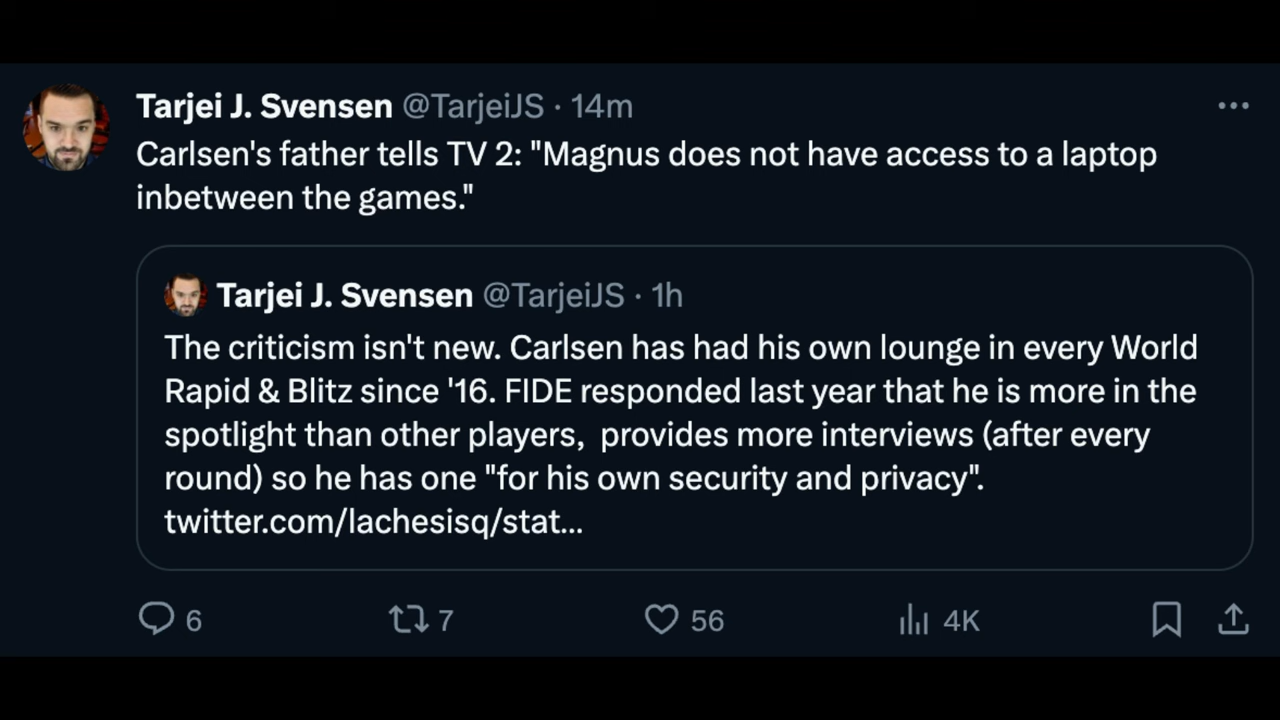 Tarjei J. Svensen @TarjeiJS · 14m
Carlsen's father tells TV 2: "Magnus does not have access to a laptop
inbetween the games."
Tarjei J. Svensen @TarjeiJS · 1h
The criticism isn't new. Carlsen has had his own lounge in every World
Rapid & Blitz since '16. FIDE responded last year that he is more in the
spotlight than other players,  provides more interviews (after every
round) so he has one "for his own security and privacy".
twitter.com/lachesisq/stat...
6 7 56 4K